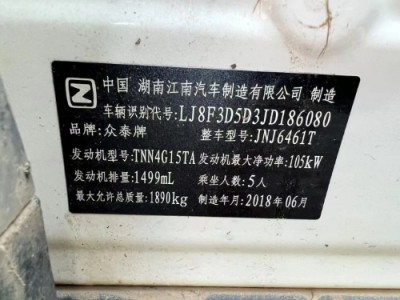 中国 湖南江南汽车制造有限公司 制造
车辆识别代号:LJ8F3D5D3JD186080
品牌:众泰牌 整车型号:JNJ6461T
发动机型号:TNN4G15TA 发动机最大净功率:105kW
发动机排量:1499mL 乘坐人数:5人
最大允许总质量:1890kg 制造年月:2018年06月